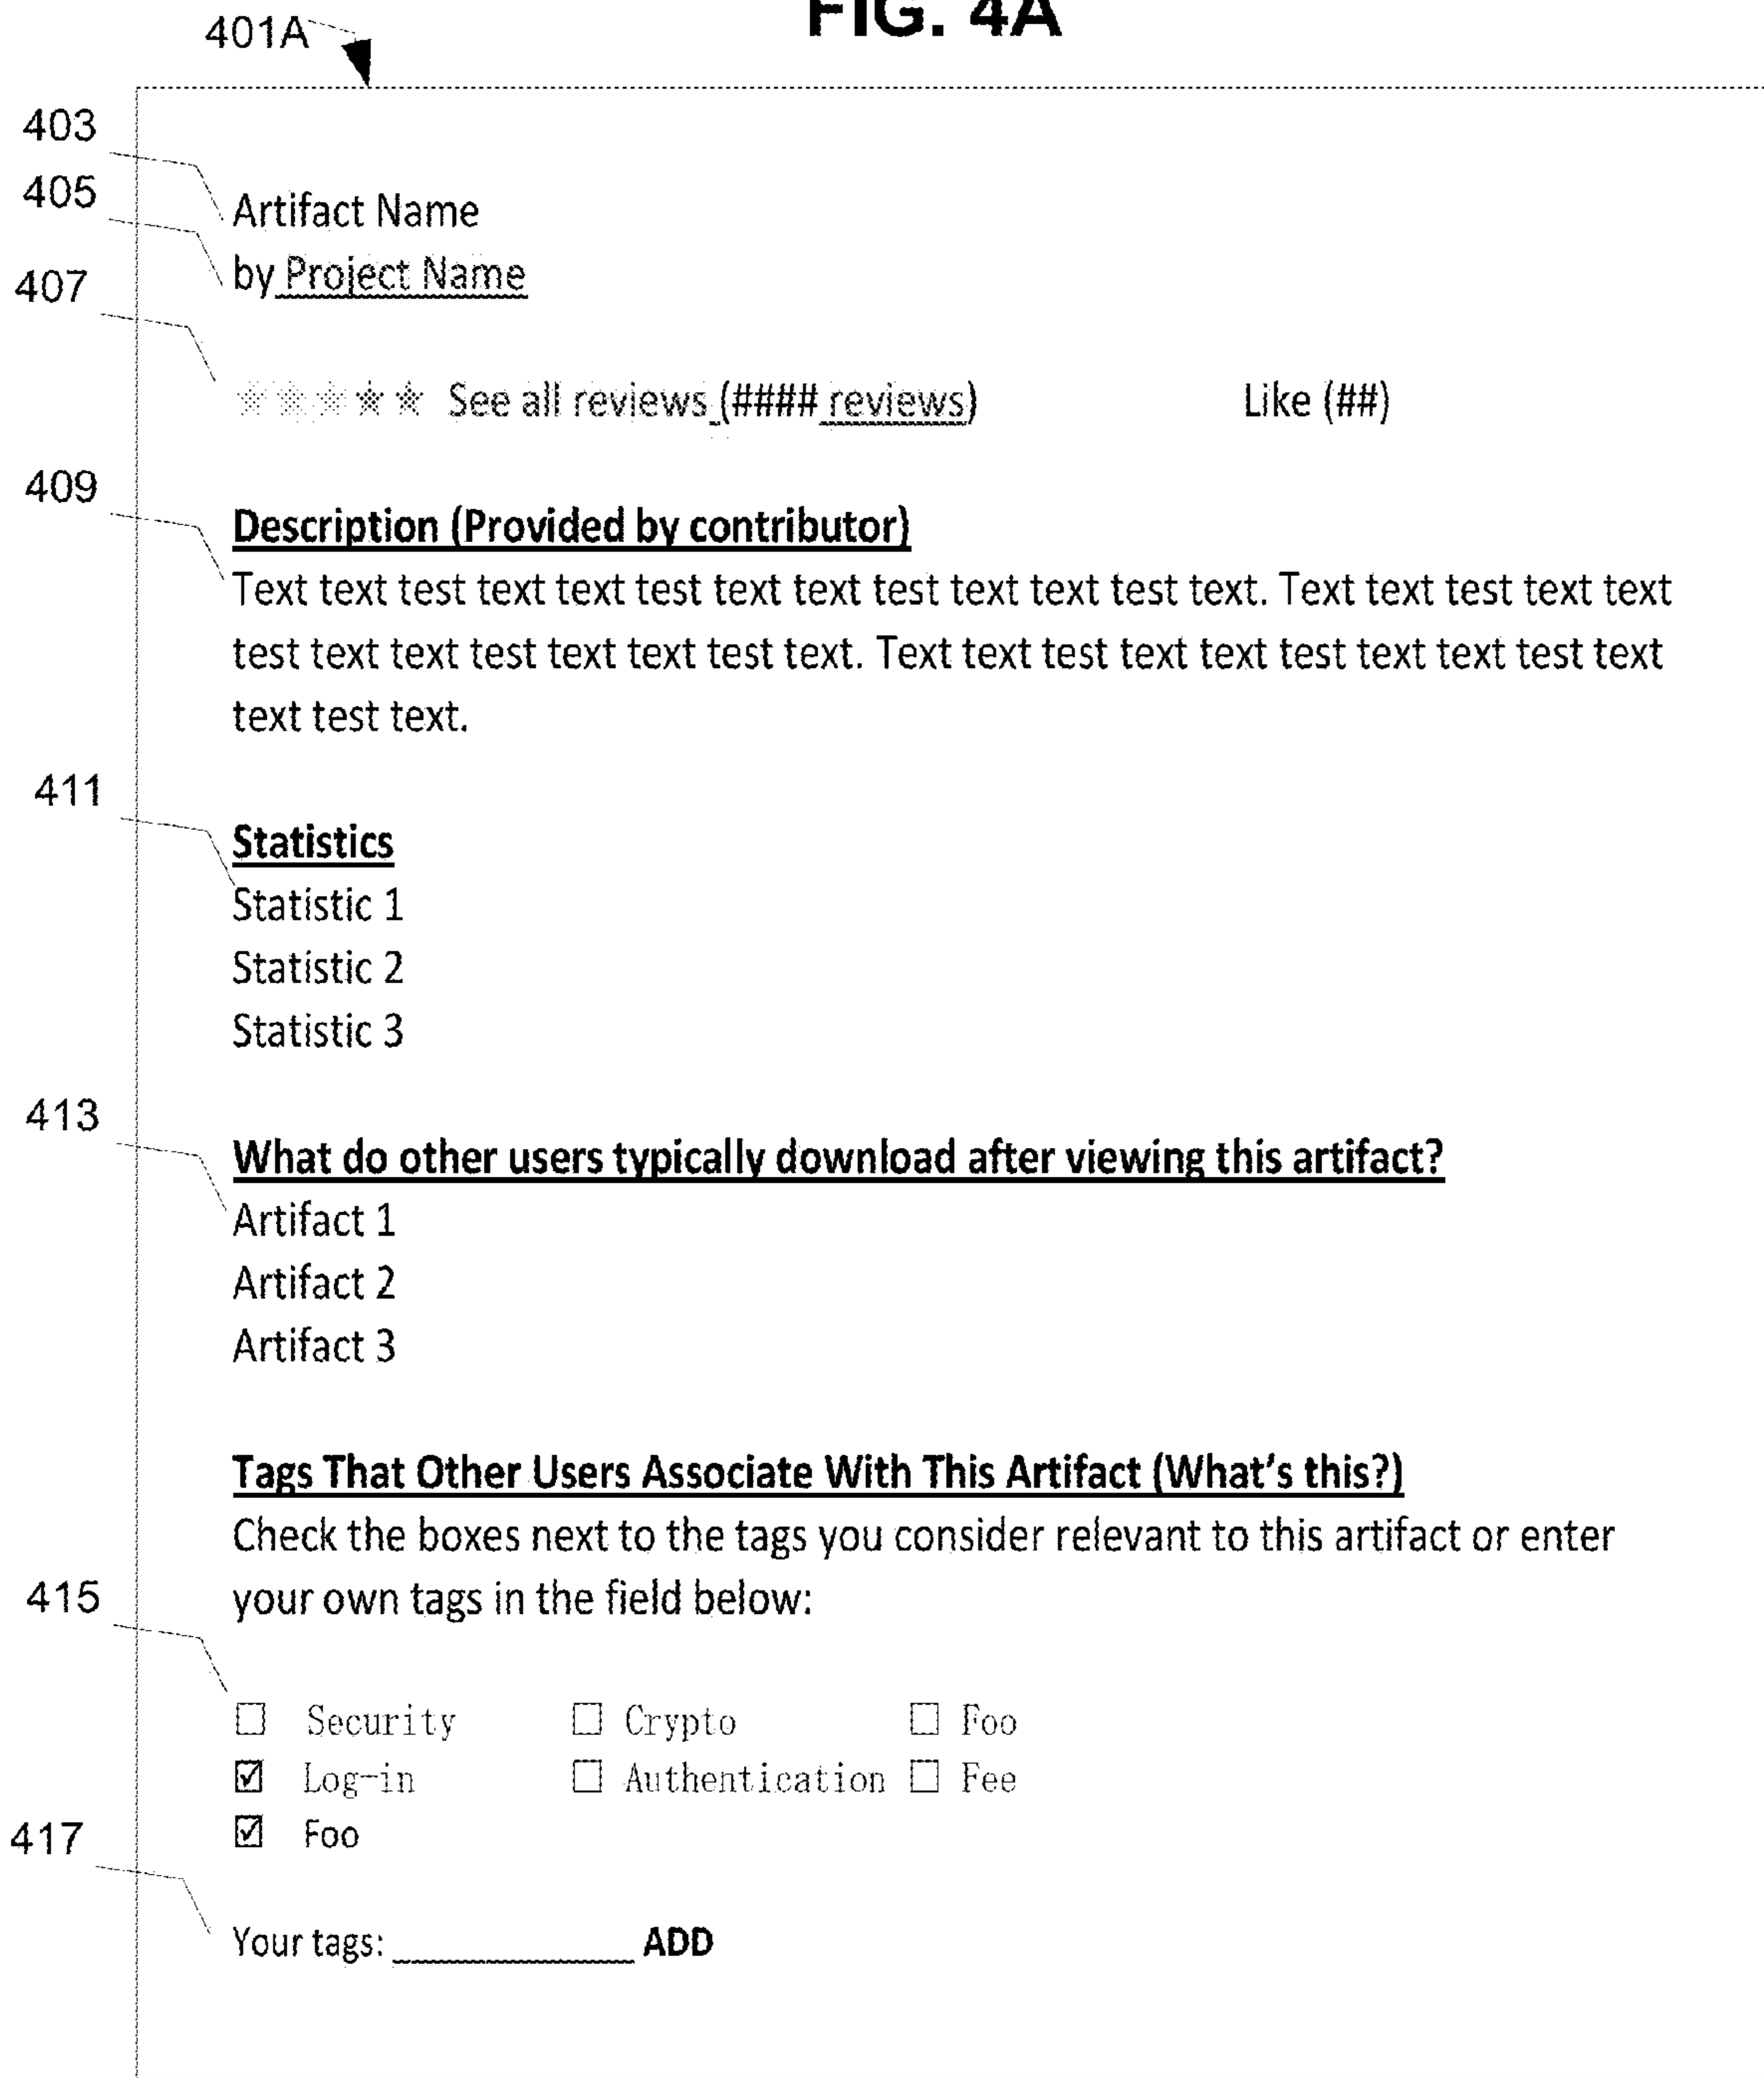 FIG. 4A
401A
403
405
Artifact Name
by Project Name
407
See all reviews (#### reviews) Like (##)
409
Description (Provided by contributor)
Text text test text text test text text test text text test text. Text text test text text
test text text test text text test text. Text text test text text test text text test text
text test text.
411
Statistics
Statistic 1
Statistic 2
Statistic 3
413
What do other users typically download after viewing this artifact?
Artifact 1
Artifact 2
Artifact 3
Tags That Other Users Associate With This Artifact (What's this?)
Check the boxes next to the tags you consider relevant to this artifact or enter
415
your own tags in the field below:
☐ Security ☐ Crypto ☐ Foo
☑ Log-in ☐ Authentication ☐ Fee
☑ Foo
417
Your tags: ____________ ADD